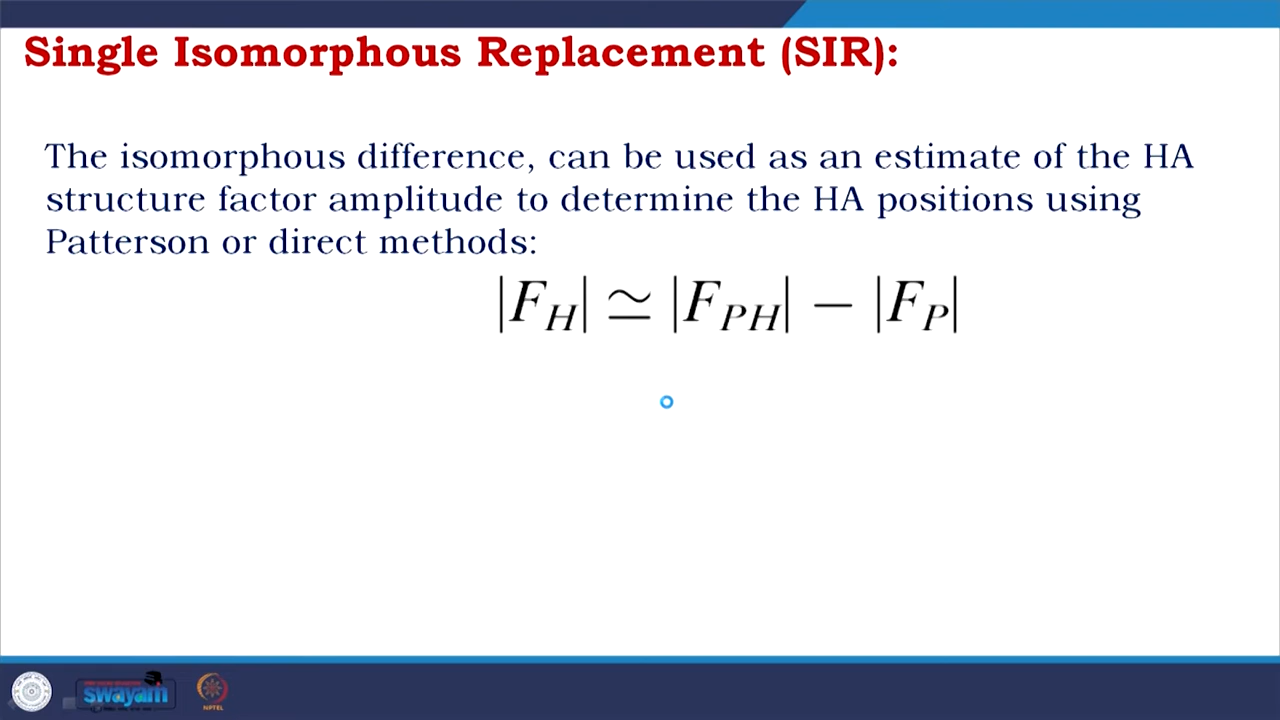 Single Isomorphous Replacement (SIR):
The isomorphous difference, can be used as an estimate of the HA
structure factor amplitude to determine the HA positions using
Patterson or direct methods:
|F_H| ≃ |F_PH| − |F_P|
swayam
NPTEL